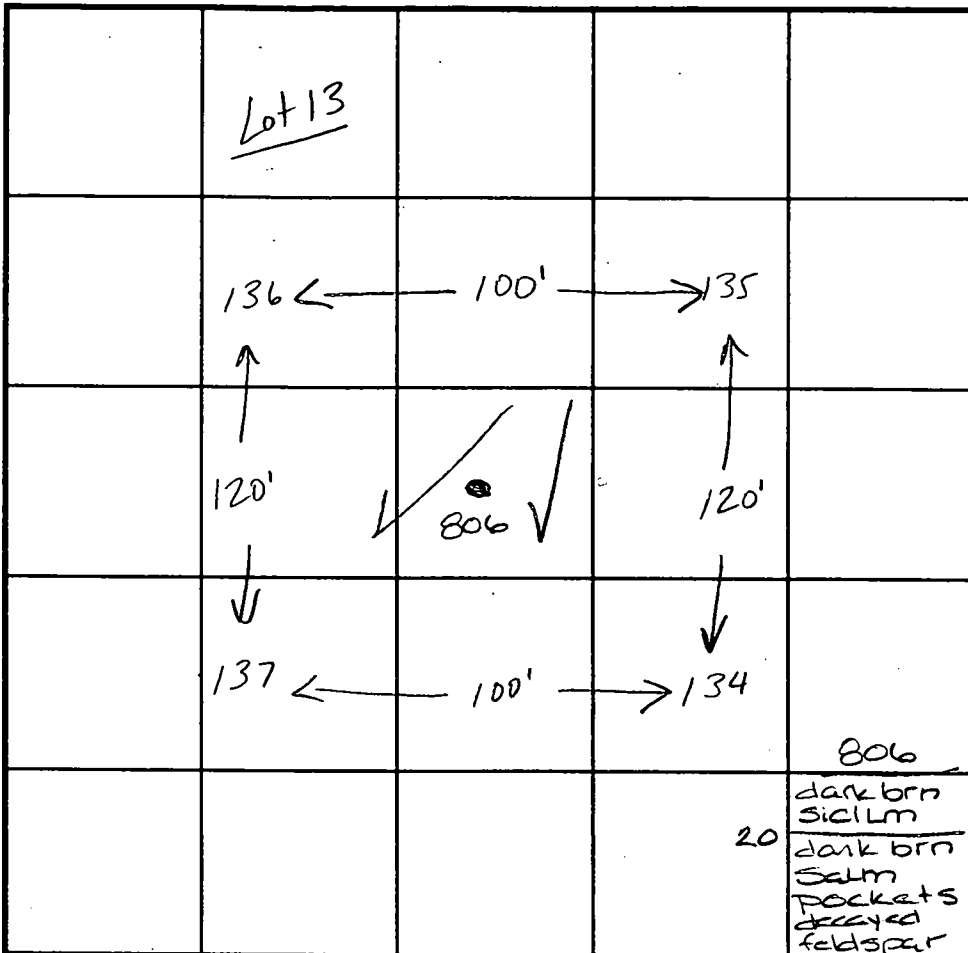 Lot 13
136 100' 135
120' 806 120'
137 100' 134
806
dark brn
siclLm
20
dark brn
SaLm
pockets
decayed
feldspar